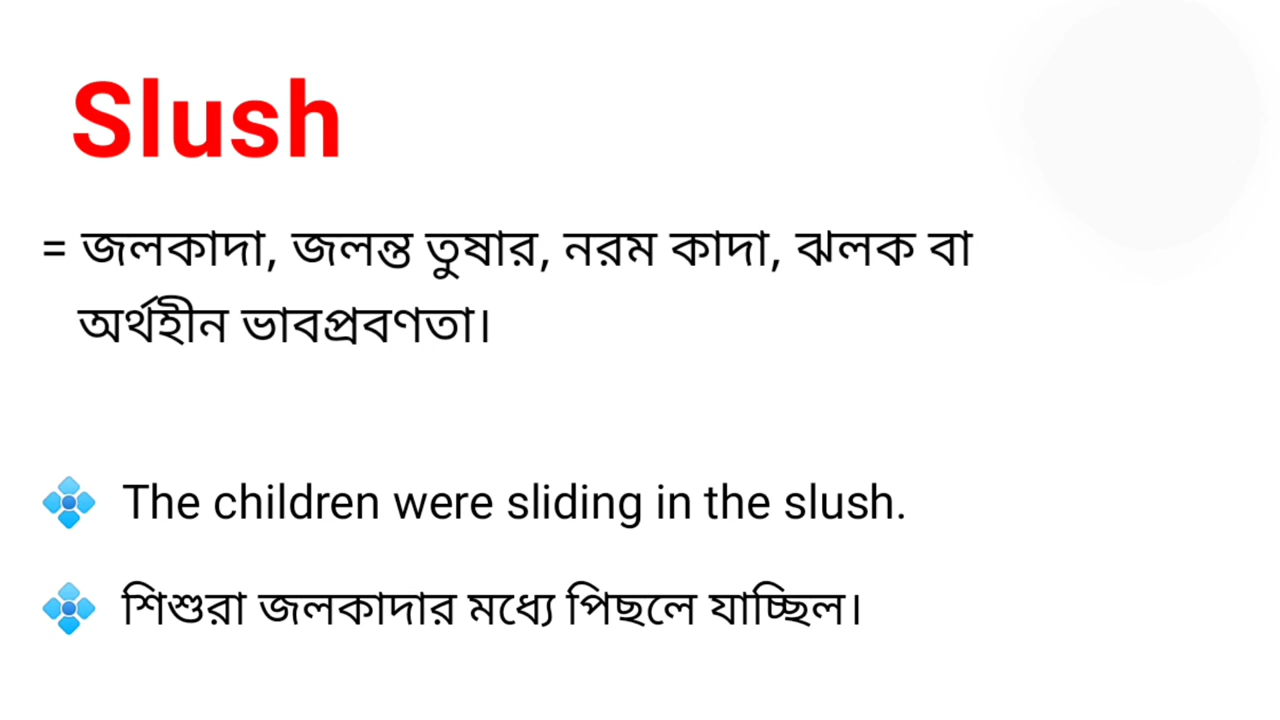 Slush
= জলকাদা, জলন্ত তুষার, নরম কাদা, ঝলক বা
অর্থহীন ভাবপ্রবণতা।
The children were sliding in the slush.
শিশুরা জলকাদার মধ্যে পিছলে যাচ্ছিল।